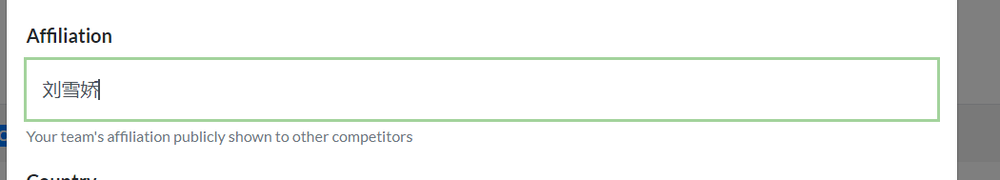 Affiliation
刘雪娇
Your team's affiliation publicly shown to other competitors
Country